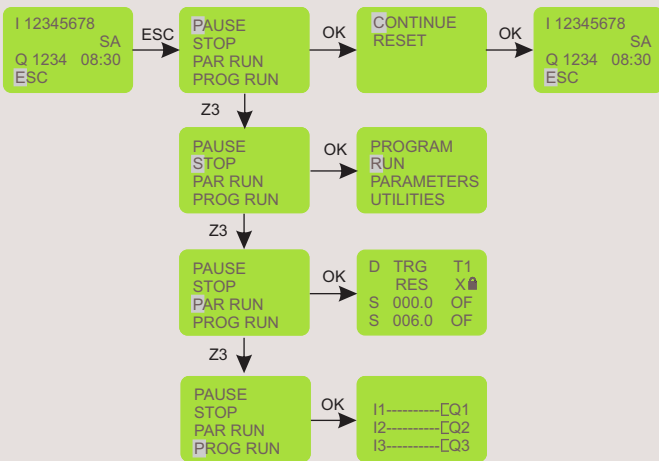 I 12345678
SA
Q 1234 08:30
ESC
ESC
PAUSE
STOP
PAR RUN
PROG RUN
OK
CONTINUE
RESET
OK
I 12345678
SA
Q 1234 08:30
ESC
Z3
PAUSE
STOP
PAR RUN
PROG RUN
OK
PROGRAM
RUN
PARAMETERS
UTILITIES
Z3
PAUSE
STOP
PAR RUN
PROG RUN
OK
D TRG T1
RES X
S 000.0 OF
S 006.0 OF
Z3
PAUSE
STOP
PAR RUN
PROG RUN
OK
I1----------[Q1
I2----------[Q2
I3----------[Q3